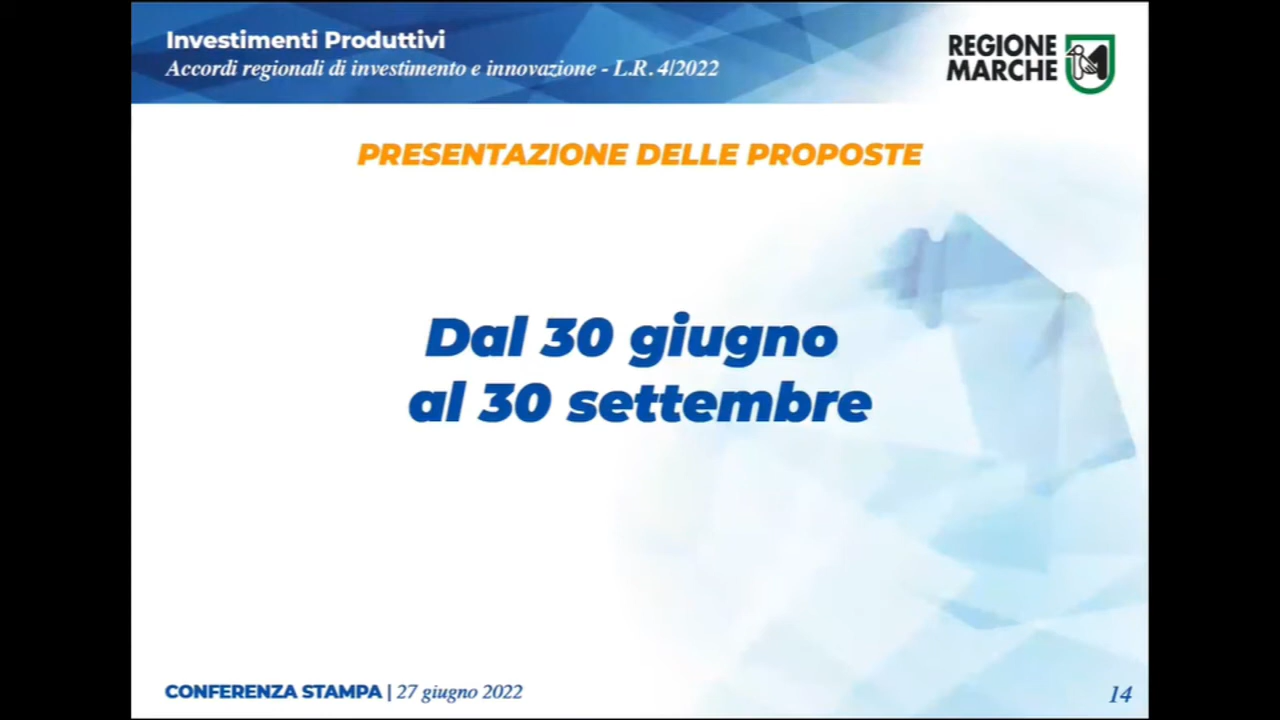 Investimenti Produttivi
Accordi regionali di investimento e innovazione - L.R. 4/2022
REGIONE
MARCHE
PRESENTAZIONE DELLE PROPOSTE
Dal 30 giugno
al 30 settembre
CONFERENZA STAMPA | 27 giugno 2022
14